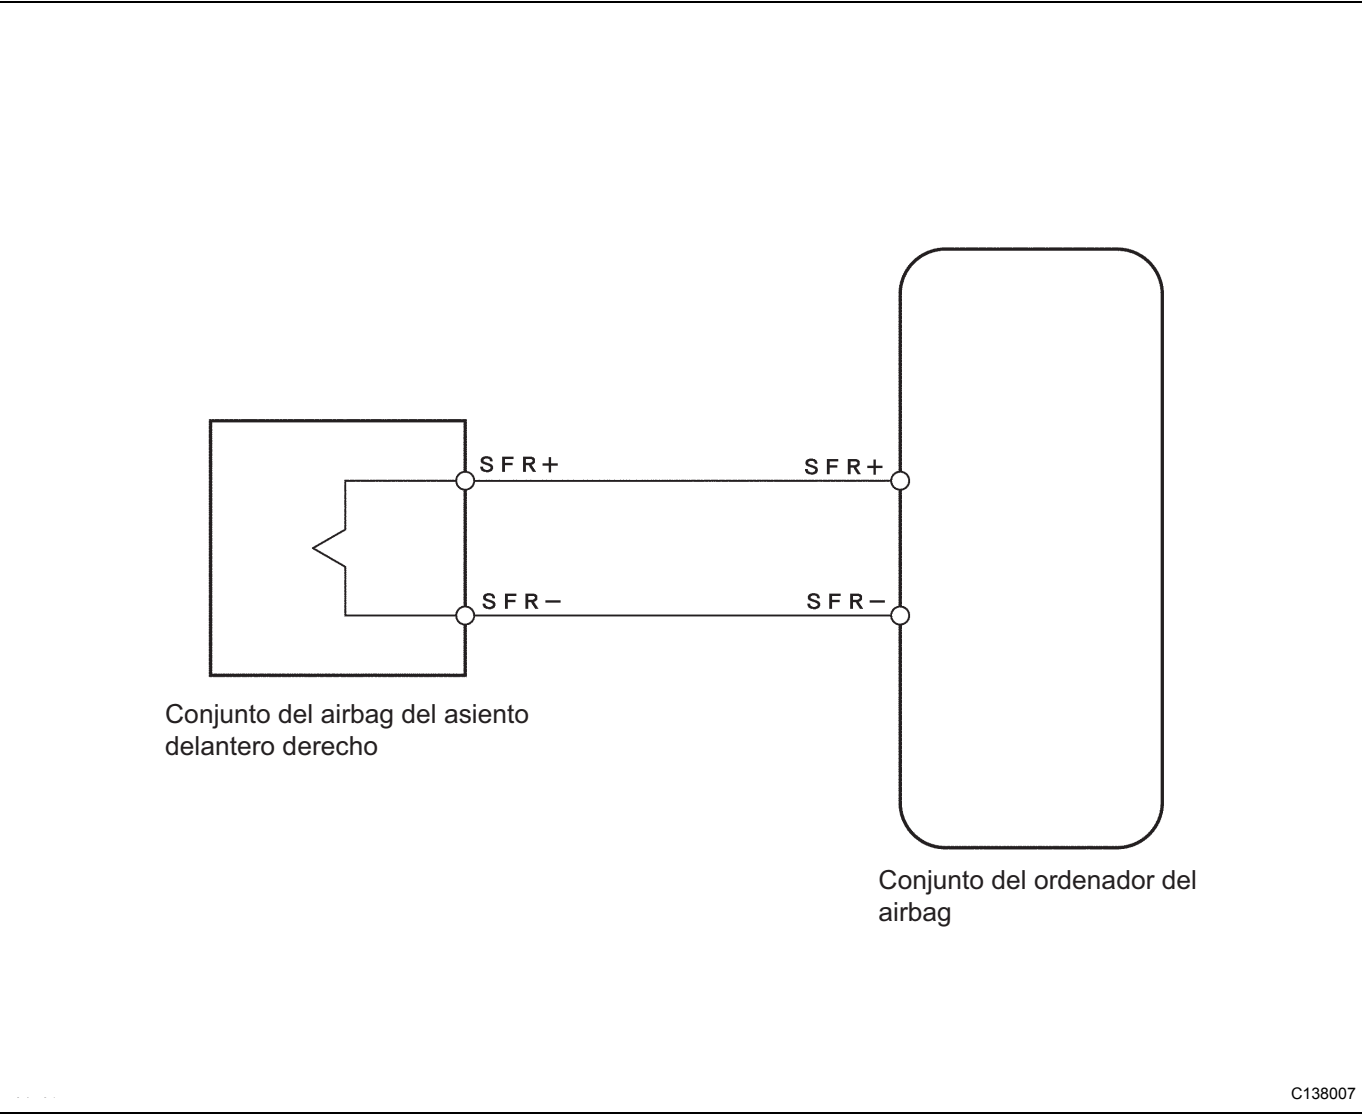 SFR+
SFR+
SFR−
SFR−
Conjunto del airbag del asiento
delantero derecho
Conjunto del ordenador del
airbag
C138007